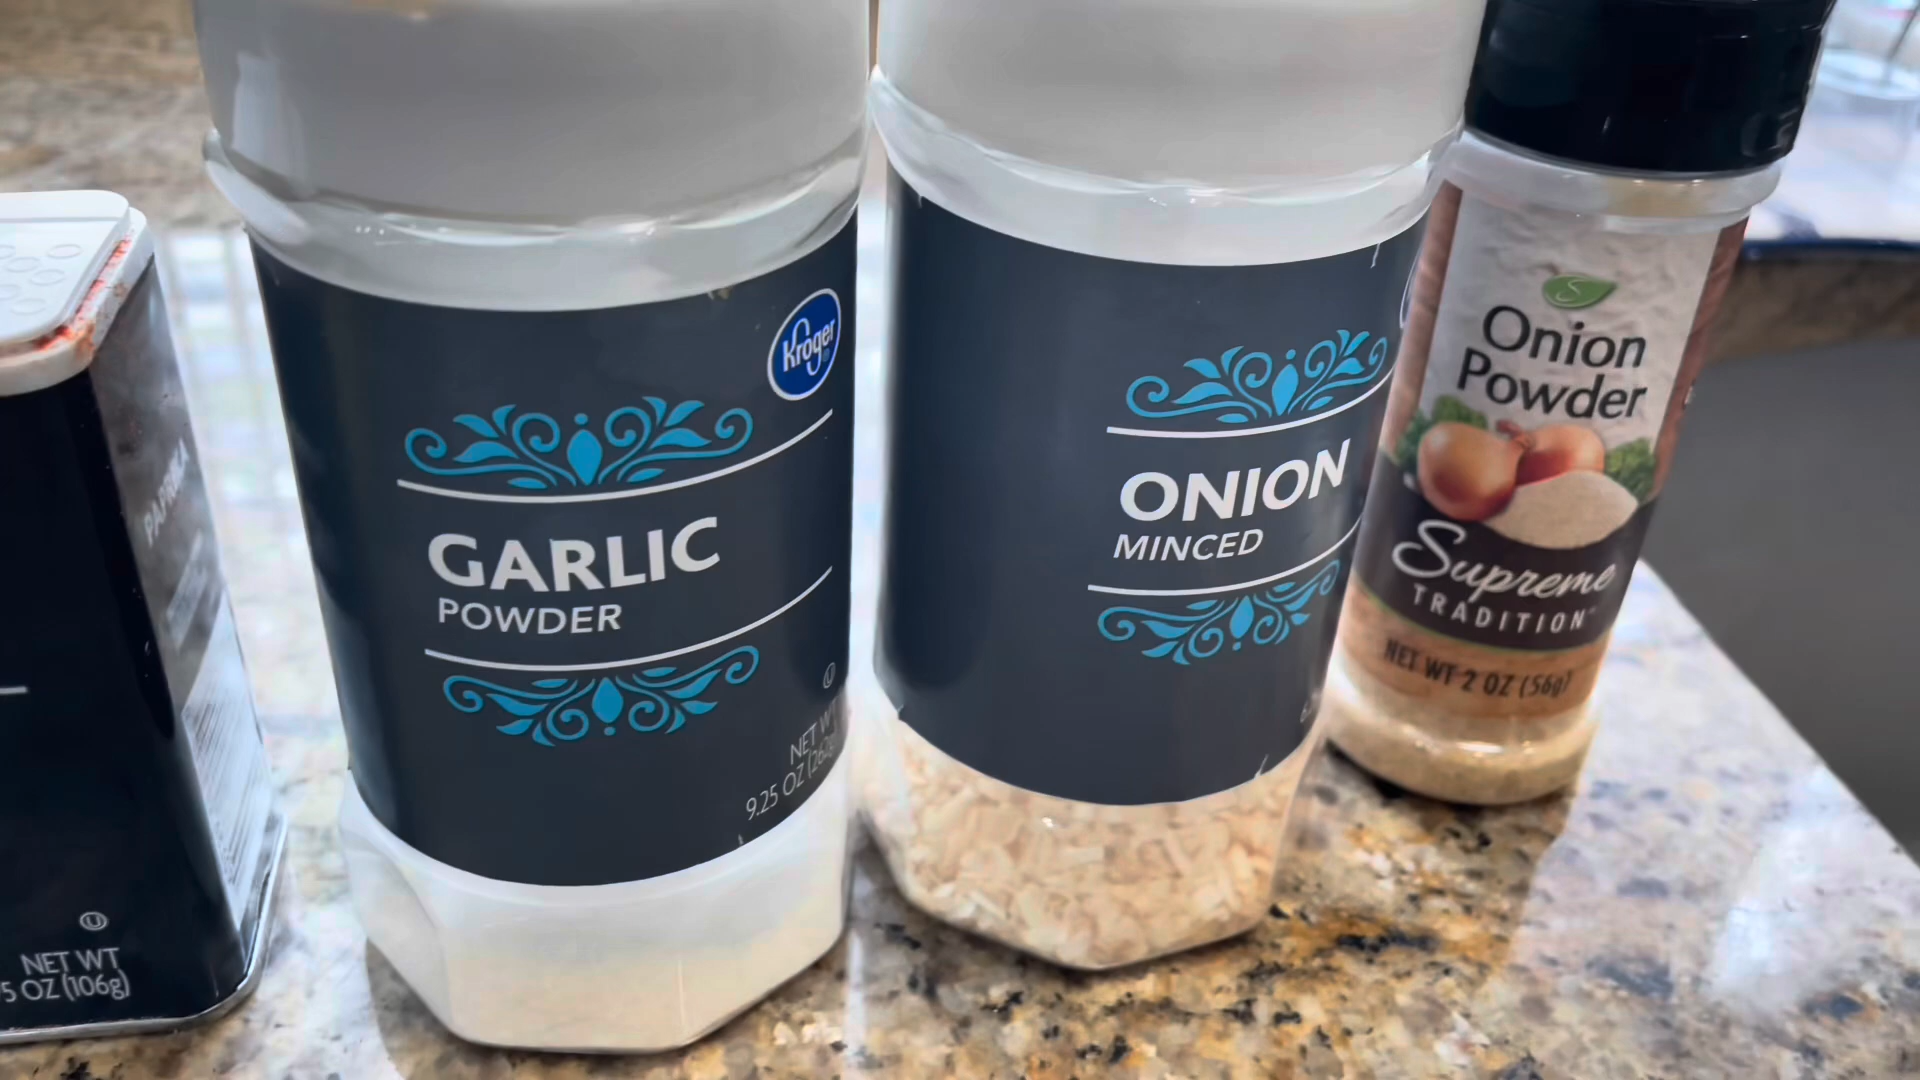 PAPRIKA
NET WT
5 OZ (106g)
Kroger
GARLIC
POWDER
NET WT
9.25 OZ (262g)
ONION
MINCED
Onion
Powder
Supreme
TRADITION
NET WT 2 OZ (56g)